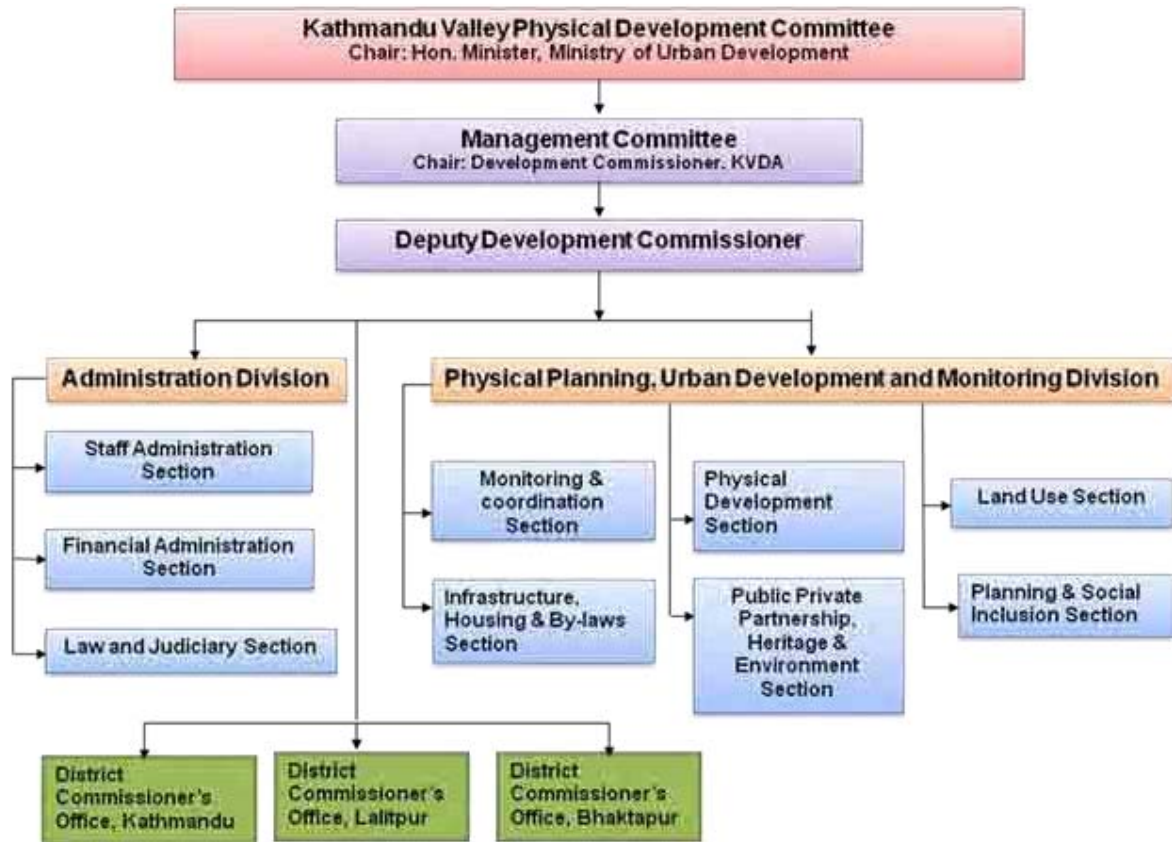 Kathmandu Valley Physical Development Committee
Chair: Hon. Minister, Ministry of Urban Development
Management Committee
Chair: Development Commissioner. KVDA
Deputy Development Commissioner
Administration Division
Staff Administration
Section
Financial Administration
Section
Law and Judiciary Section
Physical Planning, Urban Development and Monitoring Division
Monitoring &
coordination
Section
Infrastructure,
Housing & By-laws
Section
Physical
Development
Section
Public Private
Partnership,
Heritage &
Environment
Section
Land Use Section
Planning & Social
Inclusion Section
District
Commissioner's
Office, Kathmandu
District
Commissioner's
Office, Lalitpur
District
Commissioner's
Office, Bhaktapur